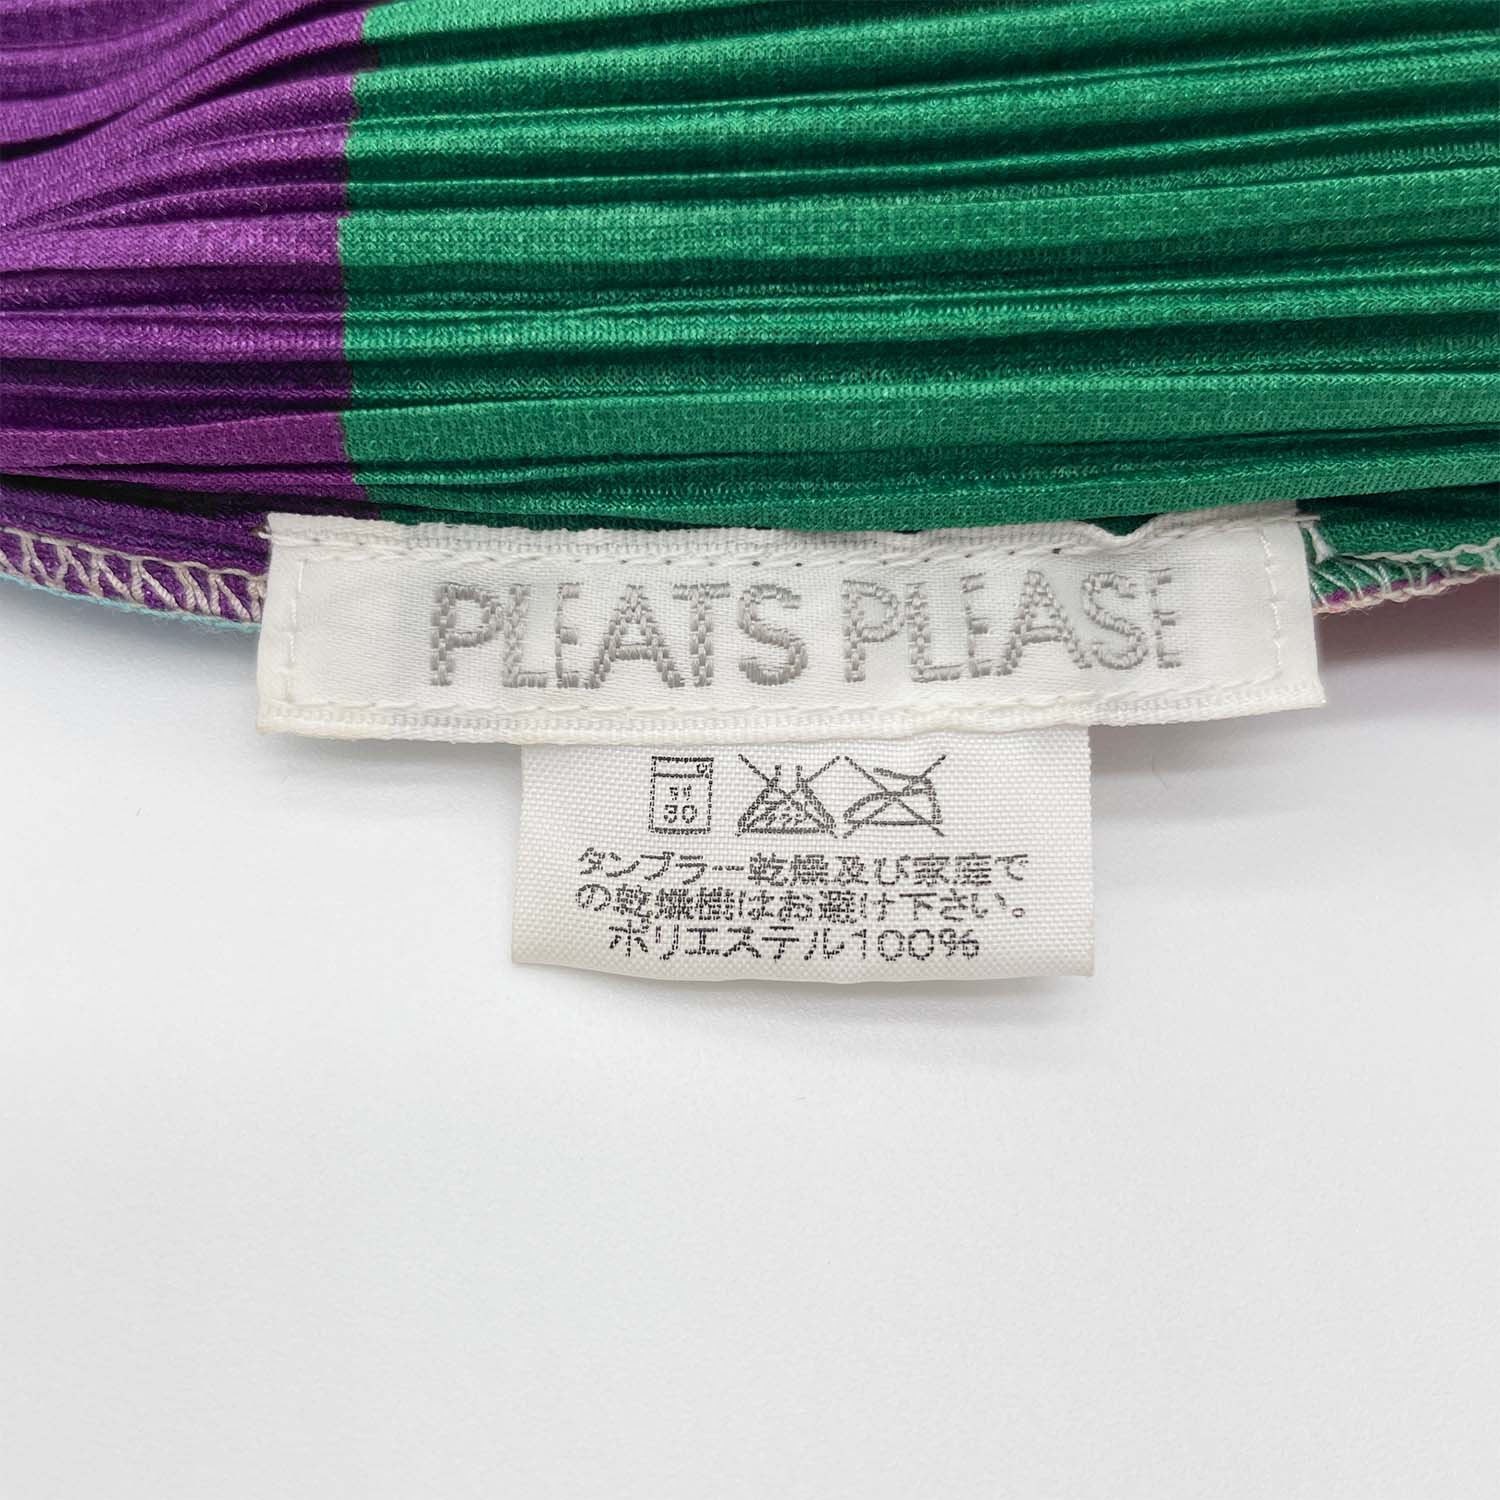 PLEATS PLEASE
弱
30
タンブラー乾燥及び家庭で
の乾燥機はお避け下さい。
ポリエステル100%